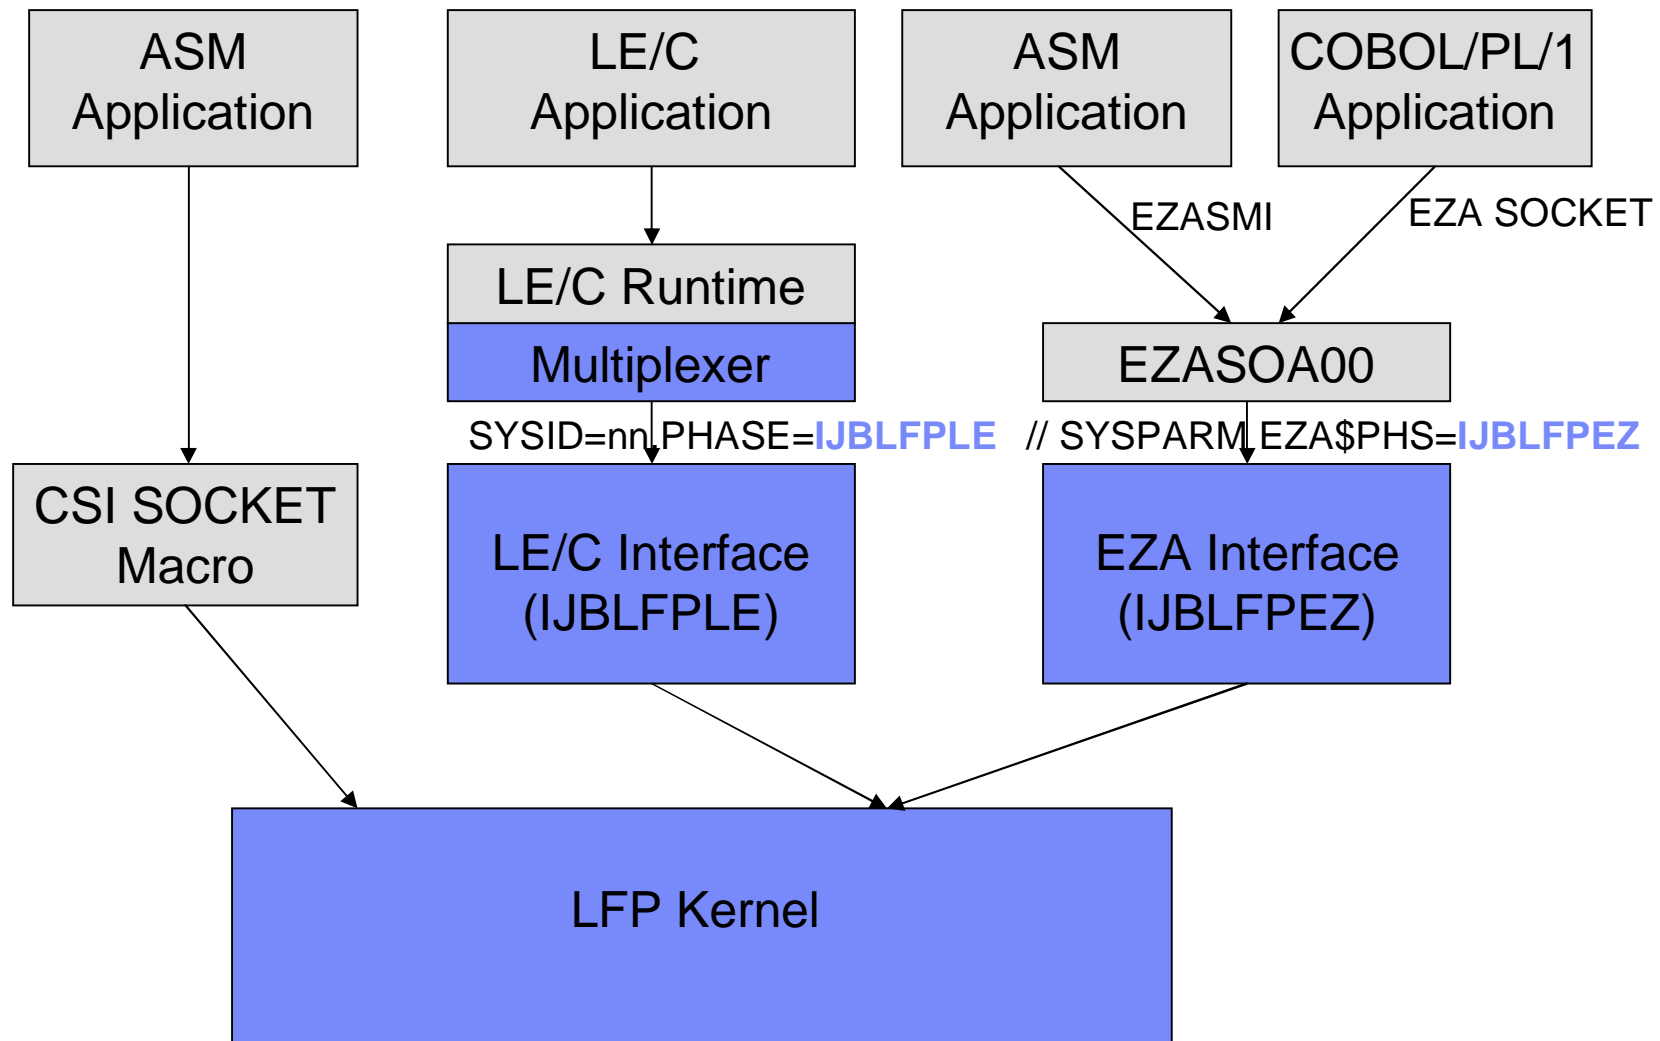 ASM
Application
LE/C
Application
ASM
Application
COBOL/PL/1
Application
EZASMI
EZA SOCKET
LE/C Runtime
Multiplexer
EZASOA00
SYSID=nn,PHASE=IJBLFPLE
// SYSPARM EZA$PHS=IJBLFPEZ
CSI SOCKET
Macro
LE/C Interface
(IJBLFPLE)
EZA Interface
(IJBLFPEZ)
LFP Kernel